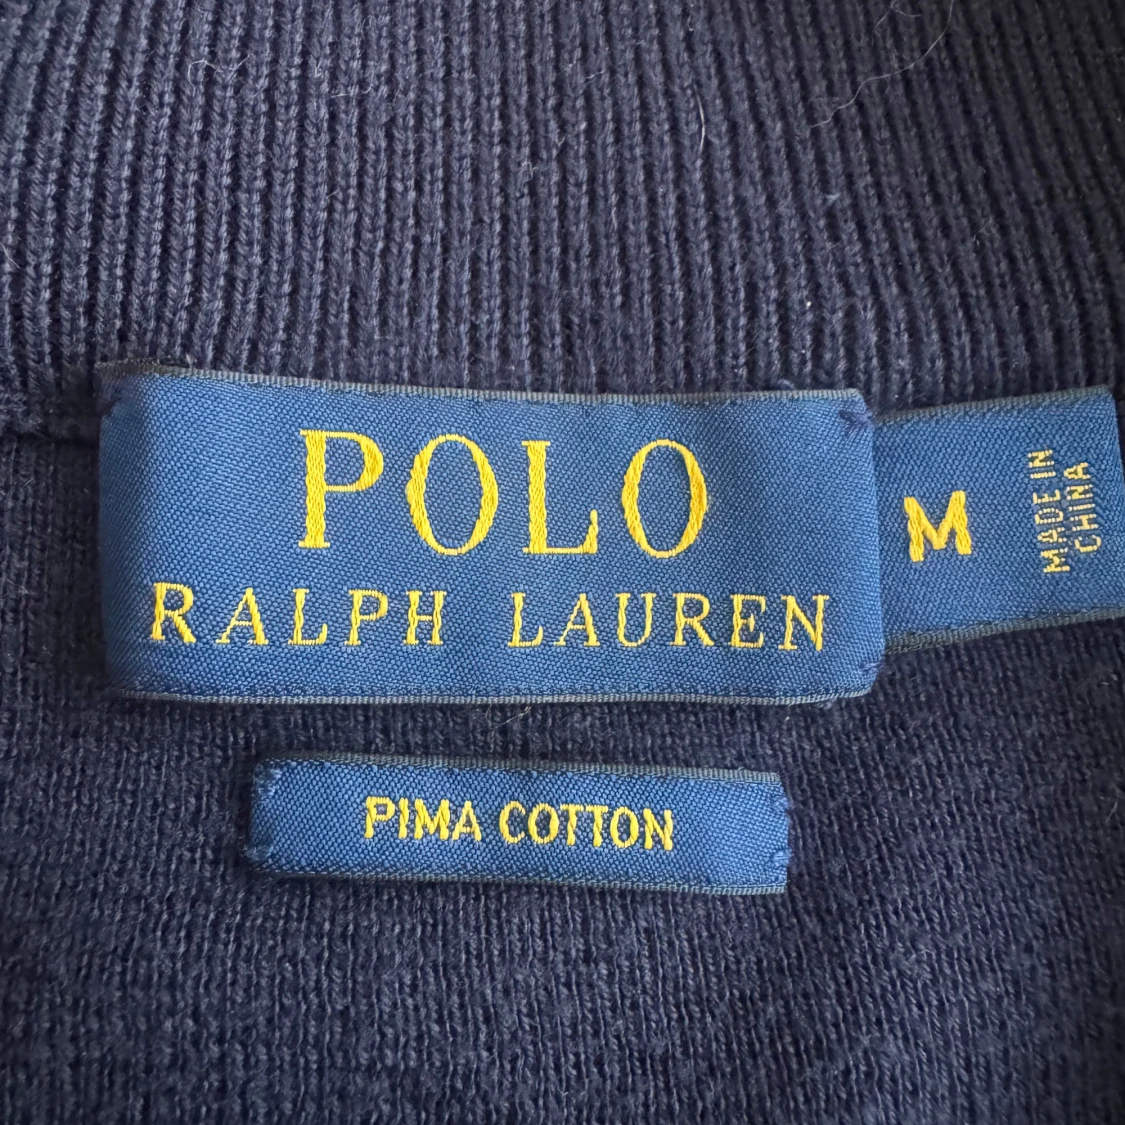 POLO
RALPH LAUREN
M
MADE IN
CHINA
PIMA COTTON